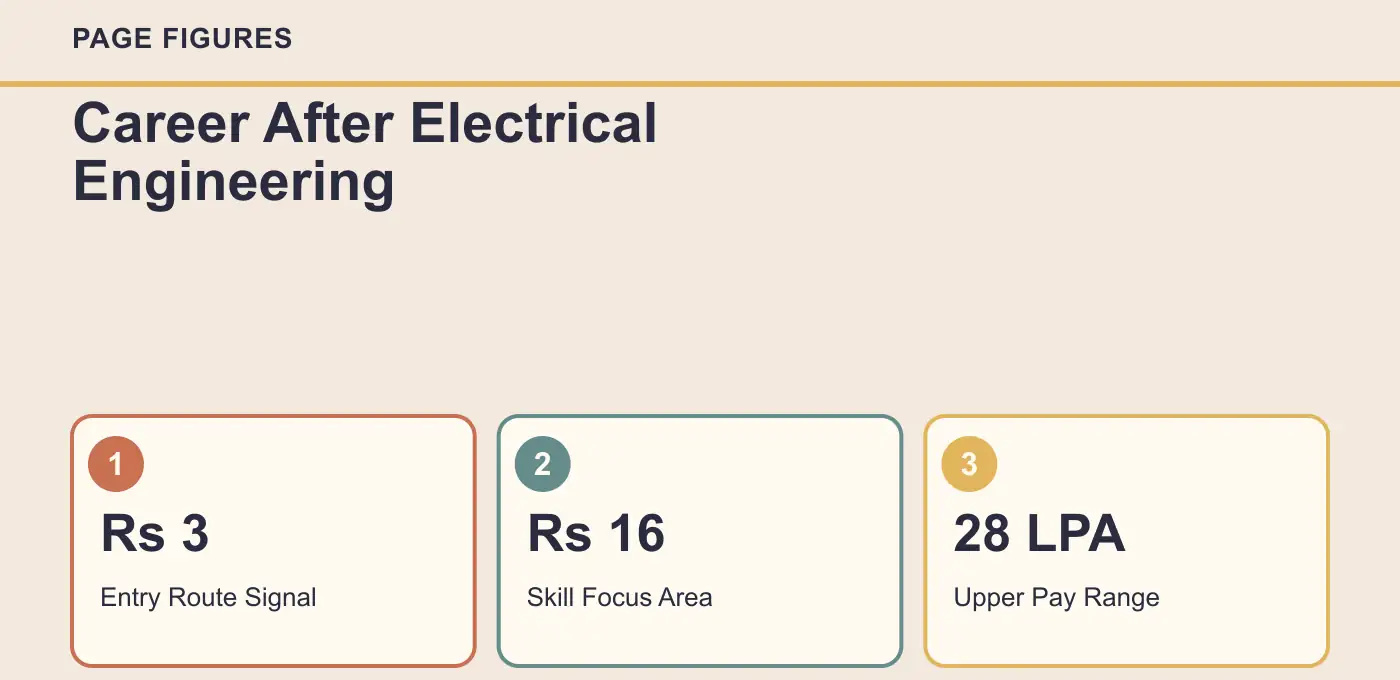 PAGE FIGURES
Career After Electrical
Engineering
1
Rs 3
Entry Route Signal
2
Rs 16
Skill Focus Area
3
28 LPA
Upper Pay Range